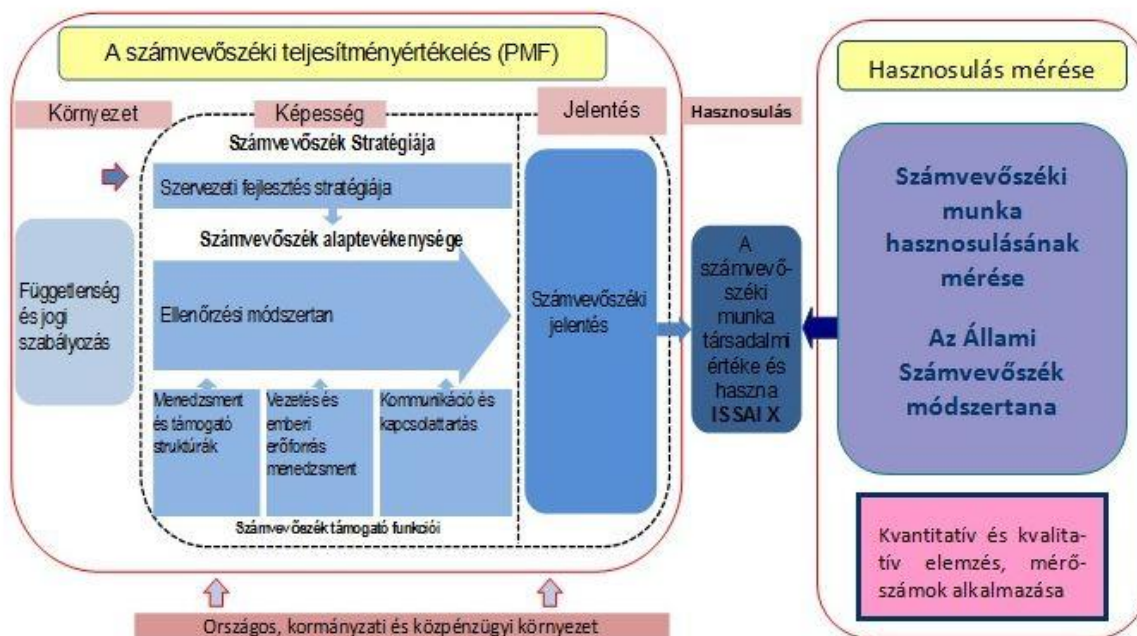 A számvevőszéki teljesítményértékelés (PMF)
Környezet
Képesség
Jelentés
Hasznosulás
Számvevőszék Stratégiája
Szervezeti fejlesztés stratégiája
Számvevőszék alaptevékenysége
Függetlenség
és jogi
szabályozás
Ellenőrzési módszertan
Menedzsment
és támogató
struktúrák
Vezetés és
emberi
erőforrás
menedzsment
Kommunikáció és
kapcsolattartás
Számvevőszék támogató funkciói
Számvevőszéki
jelentés
A
számvevő-
széki
munka
társadalmi
értéke és
haszna
ISSAI X
Országos, kormányzati és közpénzügyi környezet
Hasznosulás mérése
Számvevőszéki
munka
hasznosulásának
mérése
Az Állami
Számvevőszék
módszertana
Kvantitatív és kvalita-
tív elemzés, mérő-
számok alkalmazása